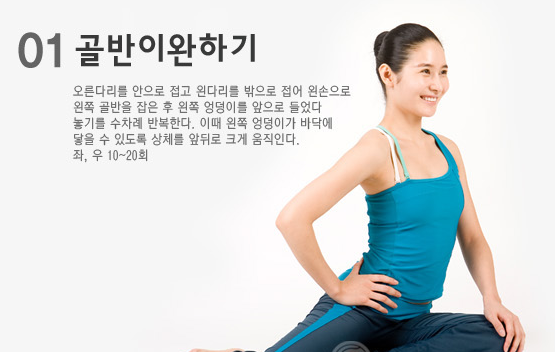 01 골반이완하기
오른다리를 안으로 접고 왼다리를 밖으로 접어 왼손으로
왼쪽 골반을 잡은 후 왼쪽 엉덩이를 앞으로 들었다
놓기를 수차례 반복한다. 이때 왼쪽 엉덩이가 바닥에
닿을 수 있도록 상체를 앞뒤로 크게 움직인다.
좌, 우 10~20회